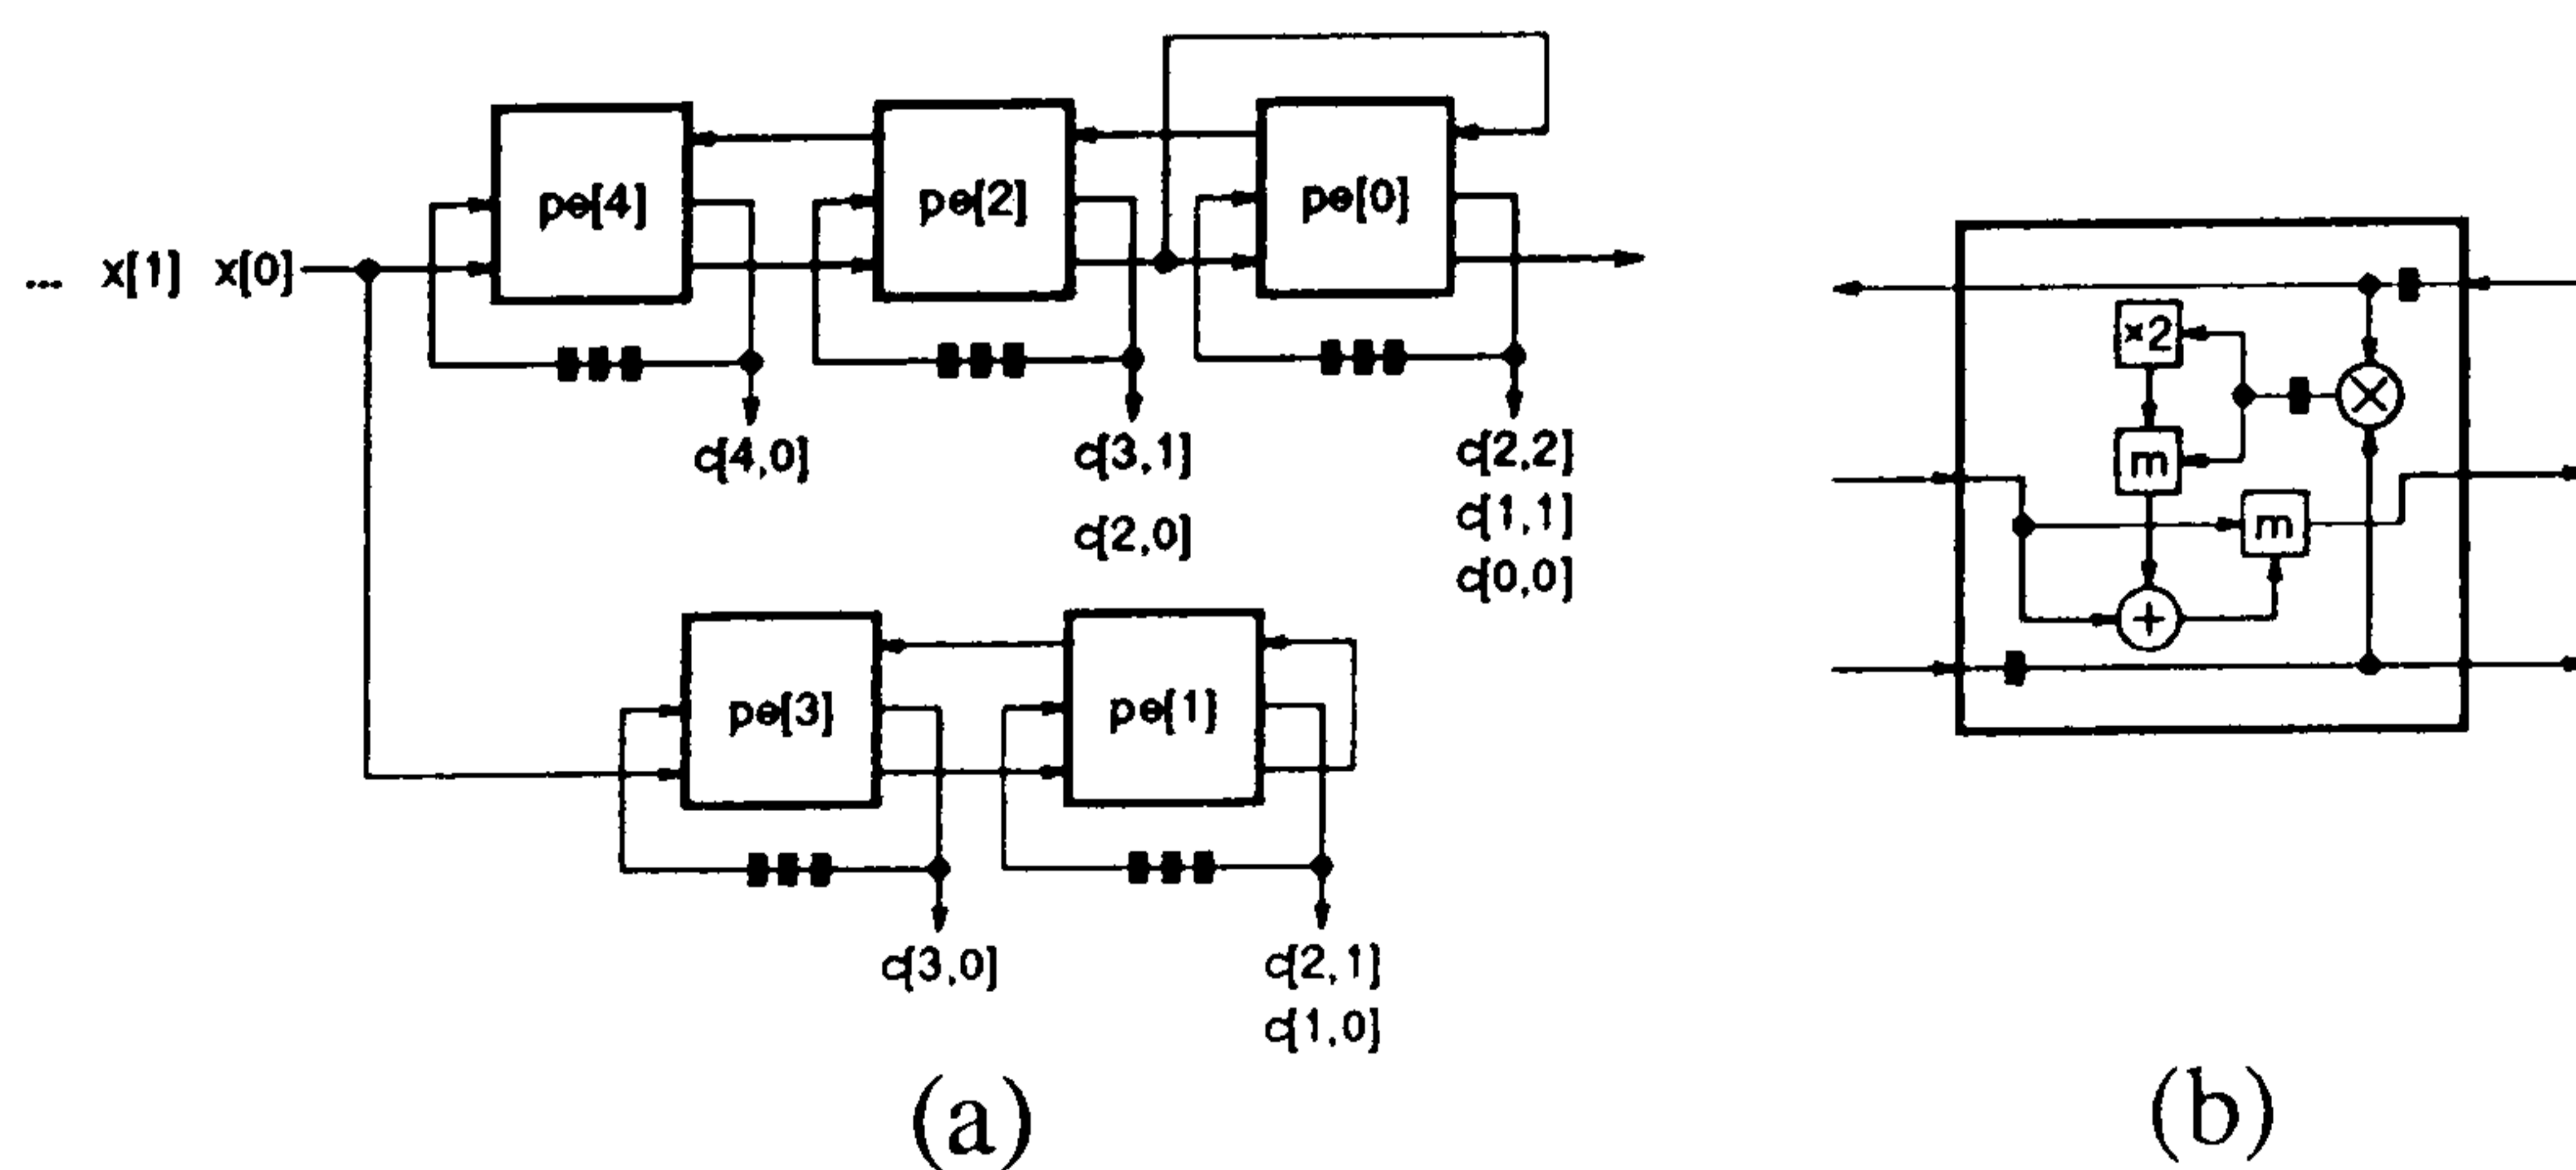 pe[4] pe[2] pe[0]
... x[1] x[0]
c[4,0] c[3,1] c[2,2]
c[2,0] c[1,1]
c[0,0]
pe[3] pe[1]
c[3,0] c[2,1]
c[1,0]
(a)
×2
m
m
(b)